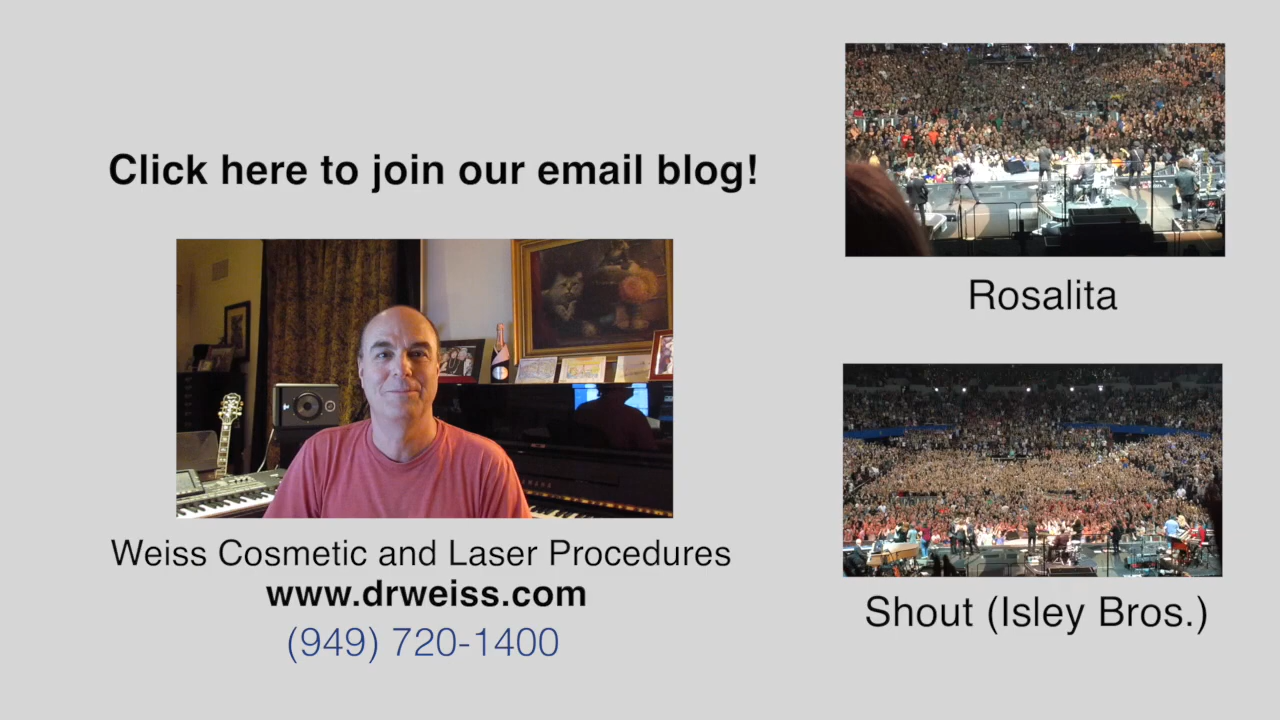 Click here to join our email blog!
Weiss Cosmetic and Laser Procedures
www.drweiss.com
(949) 720-1400
Rosalita
Shout (Isley Bros.)